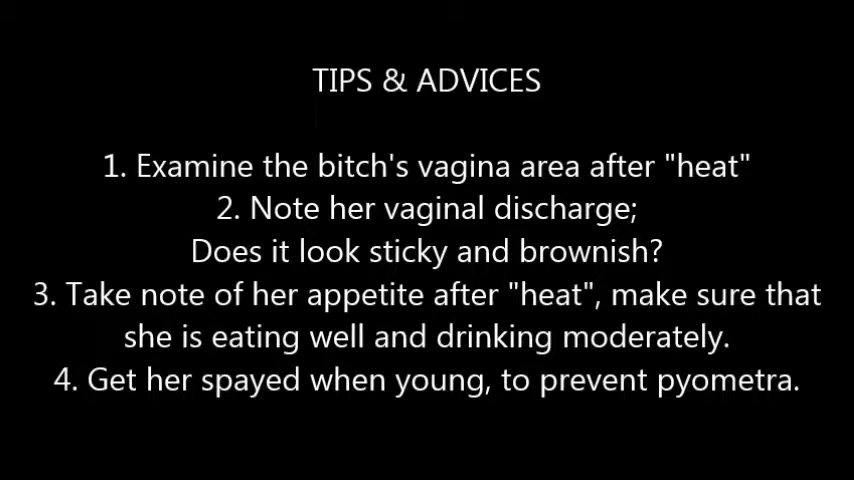 TIPS & ADVICES
1. Examine the bitch's vagina area after "heat"
2. Note her vaginal discharge;
Does it look sticky and brownish?
3. Take note of her appetite after "heat", make sure that
she is eating well and drinking moderately.
4. Get her spayed when young, to prevent pyometra.